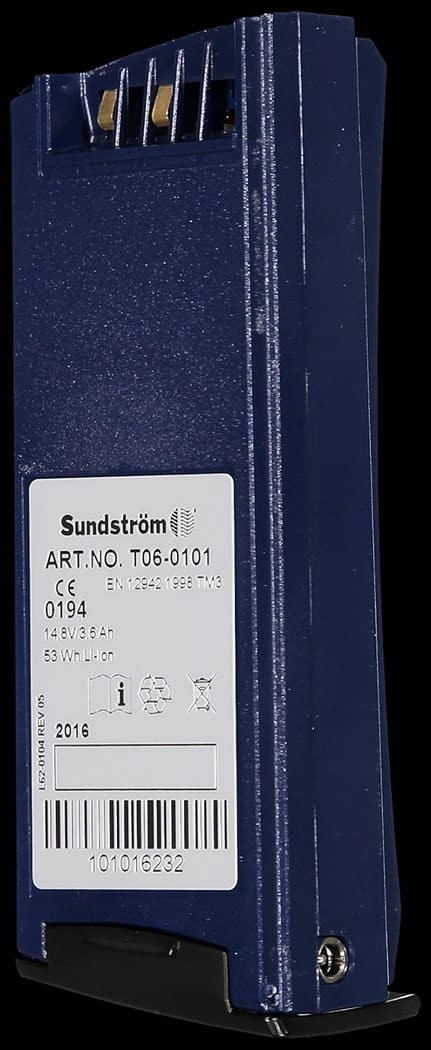 Sundström
ART.NO. T06-0101
CE EN 12942:1998 TM3
0194
14,8V/3,6 Ah
53 Wh Li-Ion
i
L62-0104 REV 05
2016
101016232